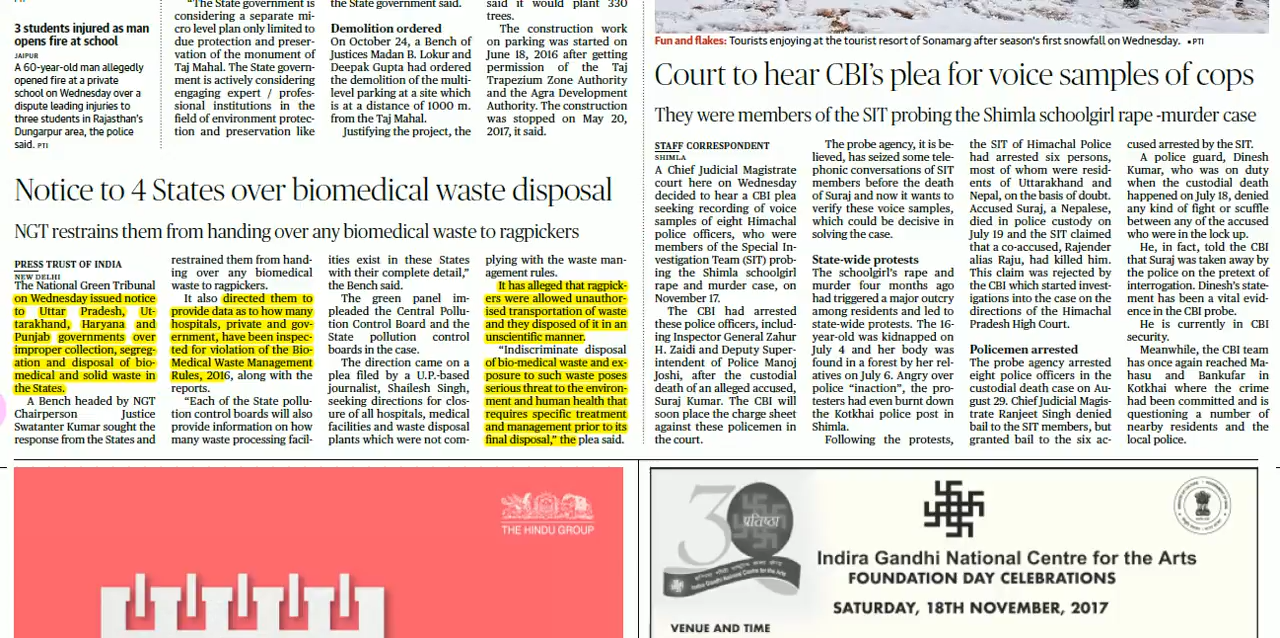 3 students injured as man
opens fire at school
JAIPUR
A 60-year-old man allegedly
opened fire at a private
school on Wednesday over a
dispute leading injuries to
three students in Rajasthan's
Dungarpur area, the police
said. PTI
"The State government is
considering a separate mi-
cro level plan only limited to
due protection and preser-
vation of the monument of
Taj Mahal. The State govern-
ment is actively considering
engaging expert / profes-
sional institutions in the
field of environment protec-
tion and preservation like
the State government said.
Demolition ordered
On October 24, a Bench of
Justices Madan B. Lokur and
Deepak Gupta had ordered
the demolition of the multi-
level parking at a site which
is at a distance of 1000 m.
from the Taj Mahal.
Justifying the project, the
said it would plant 330
trees.
The construction work
on parking was started on
June 18, 2016 after getting
permission of the Taj
Trapezium Zone Authority
and the Agra Development
Authority. The construction
was stopped on May 20,
2017, it said.
Notice to 4 States over biomedical waste disposal
NGT restrains them from handing over any biomedical waste to ragpickers
PRESS TRUST OF INDIA
NEW DELHI
The National Green Tribunal
on Wednesday issued notice
to Uttar Pradesh, Ut-
tarakhand, Haryana and
Punjab governments over
improper collection, segreg-
ation and disposal of bio-
medical and solid waste in
the States.
A Bench headed by NGT
Chairperson Justice
Swatanter Kumar sought the
response from the States and
restrained them from hand-
ing over any biomedical
waste to ragpickers.
It also directed them to
provide data as to how many
hospitals, private and gov-
ernment, have been inspec-
ted for violation of the Bio-
Medical Waste Management
Rules, 2016, along with the
reports.
"Each of the State pollu-
tion control boards will also
provide information on how
many waste processing facil-
ities exist in these States
with their complete detail,"
the Bench said.
The green panel im-
pleaded the Central Pollu-
tion Control Board and the
State pollution control
boards in the case.
The direction came on a
plea filed by a U.P.-based
journalist, Shailesh Singh,
seeking directions for clos-
ure of all hospitals, medical
facilities and waste disposal
plants which were not com-
plying with the waste man-
agement rules.
It has alleged that ragpick-
ers were allowed unauthor-
ised transportation of waste
and they disposed of it in an
unscientific manner.
"Indiscriminate disposal
of bio-medical waste and ex-
posure to such waste poses
serious threat to the environ-
ment and human health that
requires specific treatment
and management prior to its
final disposal," the plea said.
Fun and flakes: Tourists enjoying at the tourist resort of Sonamarg after season's first snowfall on Wednesday. •PTI
Court to hear CBI's plea for voice samples of cops
They were members of the SIT probing the Shimla schoolgirl rape -murder case
STAFF CORRESPONDENT
SHIMLA
A Chief Judicial Magistrate
court here on Wednesday
decided to hear a CBI plea
seeking recording of voice
samples of eight Himachal
police officers, who were
members of the Special In-
vestigation Team (SIT) prob-
ing the Shimla schoolgirl
rape and murder case, on
November 17.
The CBI had arrested
these police officers, includ-
ing Inspector General Zahur
H. Zaidi and Deputy Super-
intendent of Police Manoj
Joshi, after the custodial
death of an alleged accused,
Suraj Kumar. The CBI will
soon place the charge sheet
against these policemen in
the court.
The probe agency, it is be-
lieved, has seized some tele-
phonic conversations of SIT
members before the death
of Suraj and now it wants to
verify these voice samples,
which could be decisive in
solving the case.
State-wide protests
The schoolgirl's rape and
murder four months ago
had triggered a major outcry
among residents and led to
state-wide protests. The 16-
year-old was kidnapped on
July 4 and her body was
found in a forest by her rel-
atives on July 6. Angry over
police "inaction", the pro-
testers had even burnt down
the Kotkhai police post in
Shimla.
Following the protests,
the SIT of Himachal Police
had arrested six persons,
most of whom were resid-
ents of Uttarakhand and
Nepal, on the basis of doubt.
Accused Suraj, a Nepalese,
died in police custody on
July 19 and the SIT claimed
that a co-accused, Rajender
alias Raju, had killed him.
This claim was rejected by
the CBI which started invest-
igations into the case on the
directions of the Himachal
Pradesh High Court.
Policemen arrested
The probe agency arrested
eight police officers in the
custodial death case on Au-
gust 29. Chief Judicial Magis-
trate Ranjeet Singh denied
bail to the SIT members, but
granted bail to the six ac-
cused arrested by the SIT.
A police guard, Dinesh
Kumar, who was on duty
when the custodial death
happened on July 18, denied
any kind of fight or scuffle
between any of the accused
who were in the lock up.
He, in fact, told the CBI
that Suraj was taken away by
the police on the pretext of
interrogation. Dinesh's state-
ment has been a vital evid-
ence in the CBI probe.
He is currently in CBI
security.
Meanwhile, the CBI team
has once again reached Ma-
hasu and Bankufar in
Kotkhai where the crime
had been committed and is
questioning a number of
nearby residents and the
local police.
THE HINDU GROUP
30
प्रतिष्ठा
Indira Gandhi National Centre for the Arts
Indira Gandhi National Centre for the Arts
FOUNDATION DAY CELEBRATIONS
SATURDAY, 18TH NOVEMBER, 2017
VENUE AND TIME